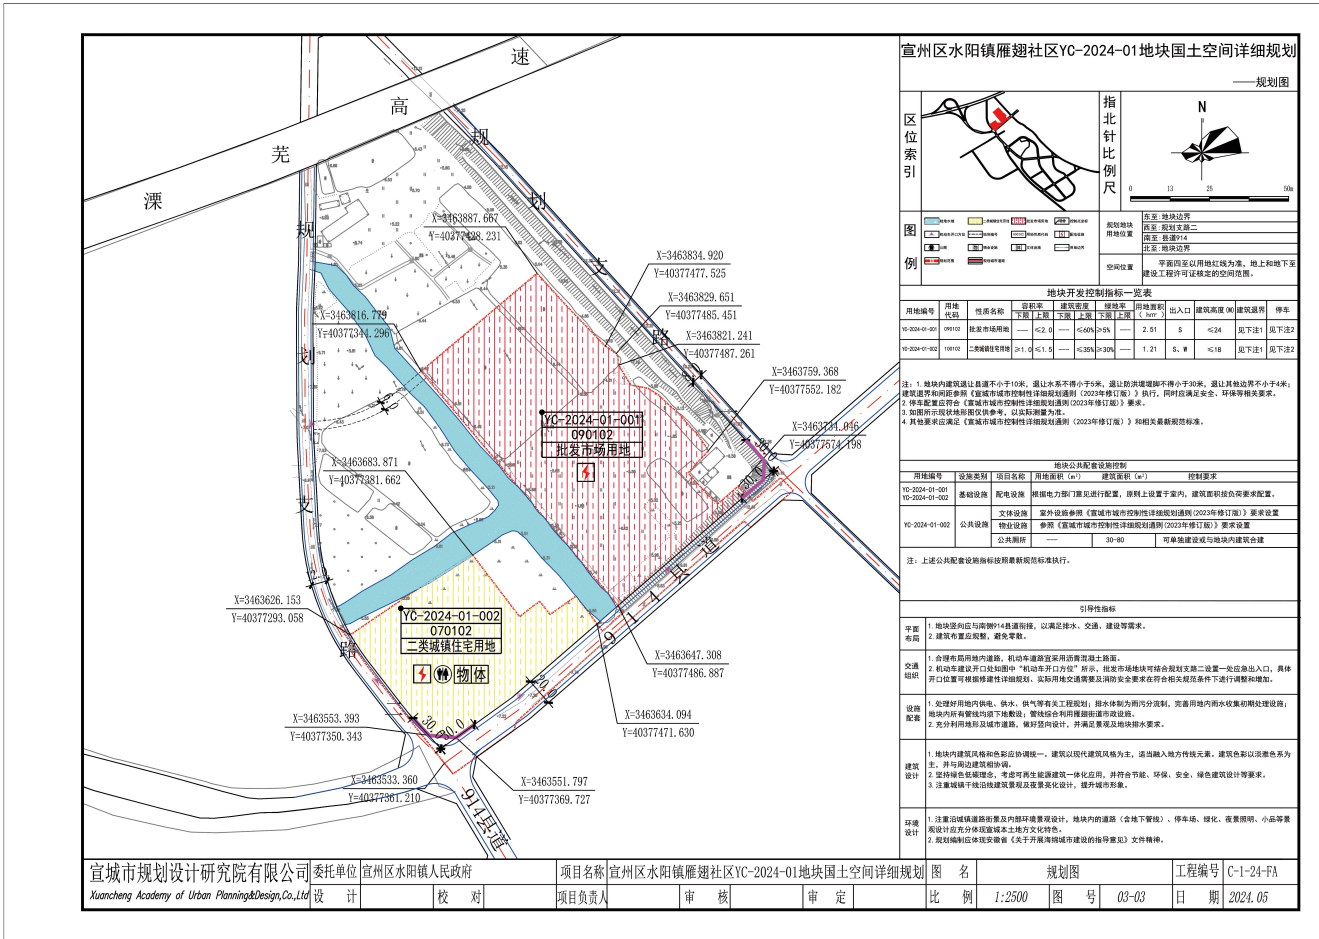 宣州区水阳镇雁翅社区YC-2024-01地块国土空间详细规划
——规划图
区位索引
指北针比例尺
N
0 13 25 50m
图例
规划地块用地位置
东至:地块边界
西至:规划支路二
南至:县道914
北至:地块边界
空间位置
平面四至以用地红线为准，地上和地下至
建设工程许可证核定的空间范围。
地块开发控制指标一览表
用地编号 用地代码 性质名称 容积率 建筑密度 绿地率 用地面积(hm²) 出入口 建筑高度(m) 建筑退界 停车
下限 上限 下限 上限 下限 上限
YC-2024-01-001 090102 批发市场用地 —— ≤2.0 —— ≤60% ≥5% —— 2.51 S ≤24 见下注1 见下注2
YC-2024-01-002 100102 二类城镇住宅用地 ≥1.0 ≤1.5 —— ≤35% ≥30% —— 1.21 S、W ≤18 见下注1 见下注2
注：1. 地块内建筑退让县道不小于10米，退让水系不得小于5米，退让防洪堤堤脚不得小于30米，退让其他边界不小于4米；
建筑退界和间距参照《宣城市城市控制性详细规划通则（2023年修订版）》执行，同时应满足安全、环保等相关要求。
2. 停车配置应符合《宣城市城市控制性详细规划通则（2023年修订版）》要求。
3. 如图所示现状地形图仅供参考，以实际测量为准。
4. 其他要求应满足《宣城市城市控制性详细规划通则（2023年修订版）》和相关最新规范标准。
地块公共配套设施控制
用地编号 设施类别 项目名称 用地面积（m²） 建筑面积（m²） 控制要求
YC-2024-01-001
YC-2024-01-002 基础设施 配电设施 根据电力部门意见进行配置，原则上设置于室内，建筑面积按负荷要求配置。
YC-2024-01-002 公共设施 文体设施 室外设施参照《宣城市城市控制性详细规划通则(2023年修订版)》要求设置
物业设施 参照《宣城市城市控制性详细规划通则(2023年修订版)》要求设置
公共厕所 —— 30-80 可单独建设或与地块内建筑合建
注：上述公共配套设施指标按照最新规范标准执行。
引导性指标
平面布局
1. 地块竖向应与南侧914县道衔接，以满足排水、交通、建设等需求。
2. 建筑布置应规整，避免零散。
交通组织
1. 合理布局用地内道路，机动车道路宜采用沥青混凝土路面。
2. 机动车建议开口处如图中“机动车开口方位”所示，批发市场地块可结合规划支路二设置一处应急出入口，具体
开口位置可根据修建性详细规划、实际用地交通需要及消防安全要求在符合相关规范条件下进行调整和增加。
设施配套
1. 处理好用地内供电、供水、供气等有关工程规划；排水体制为雨污分流制，完善用地内雨水收集初期处理设施；
地块内所有管线均须下地敷设；管线综合利用雁翅街道市政设施。
2. 充分利用地形及城市道路，做好竖向设计，并满足景观及地块排水要求。
建筑设计
1. 地块内建筑风格和色彩应协调统一。建筑以现代建筑风格为主，适当融入地方传统元素。建筑色彩以淡雅色系为
主，并与周边建筑相协调。
2. 坚持绿色低碳理念，考虑可再生能源建筑一体化应用，并符合节能、环保、安全、绿色建筑设计等要求。
3. 注重城镇干线沿线建筑景观及夜景亮化设计，提升城市形象。
环境设计
1. 注重沿城镇道路街景及内部环境景观设计，地块内的道路（含地下管线）、停车场、绿化、夜景照明、小品等景
观设计应充分体现宣城本土地方文化特色。
2. 规划编制应体现安徽省《关于开展海绵城市建设的指导意见》文件精神。
溧芜高速
规划支路
规划支路
914县道
914县道
X=3463887.667
Y=40377428.231
X=3463834.920
Y=40377477.525
X=3463829.651
Y=40377485.451
X=3463821.241
Y=40377487.261
X=3463816.779
Y=40377344.296
X=3463759.368
Y=40377552.182
X=3463734.046
Y=40377574.198
X=3463683.871
Y=40377381.662
X=3463626.153
Y=40377293.058
X=3463647.308
Y=40377486.887
X=3463634.094
Y=40377471.630
X=3463553.393
Y=40377350.343
X=3463533.360
Y=40377361.210
X=3463551.797
Y=40377369.727
YC-2024-01-001
090102
批发市场用地
YC-2024-01-002
070102
二类城镇住宅用地
物 体
30.0
30.0
30.0
30.0
20.0
宣城市规划设计研究院有限公司
Xuancheng Academy of Urban Planning&Design,Co.,Ltd
委托单位 宣州区水阳镇人民政府 项目名称 宣州区水阳镇雁翅社区YC-2024-01地块国土空间详细规划 图 名 规划图 工程编号 C-1-24-FA
设 计 校 对 项目负责人 审 核 审 定 比 例 1:2500 图 号 03-03 日 期 2024.05